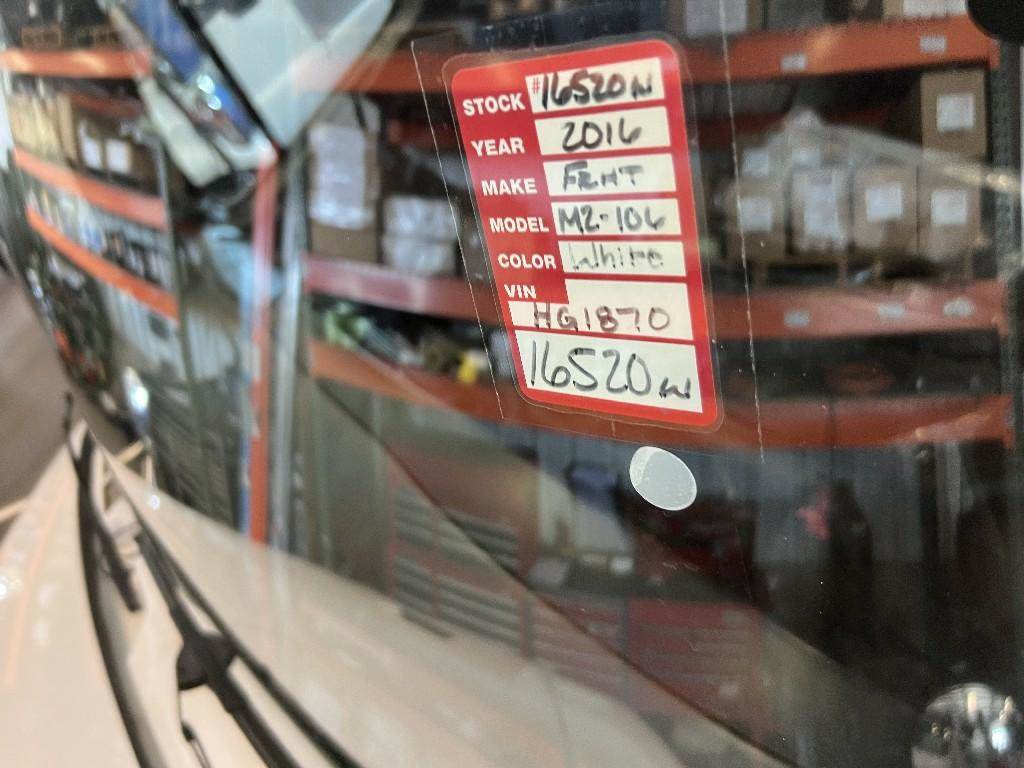 STOCK #16520N
YEAR 2016
MAKE FRHT
MODEL M2-106
COLOR White
VIN
HG1870
16520N